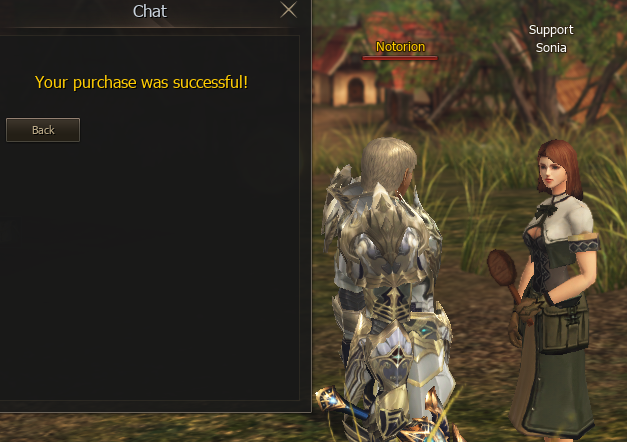 Chat
Your purchase was successful!
Back
Notorion
Support
Sonia